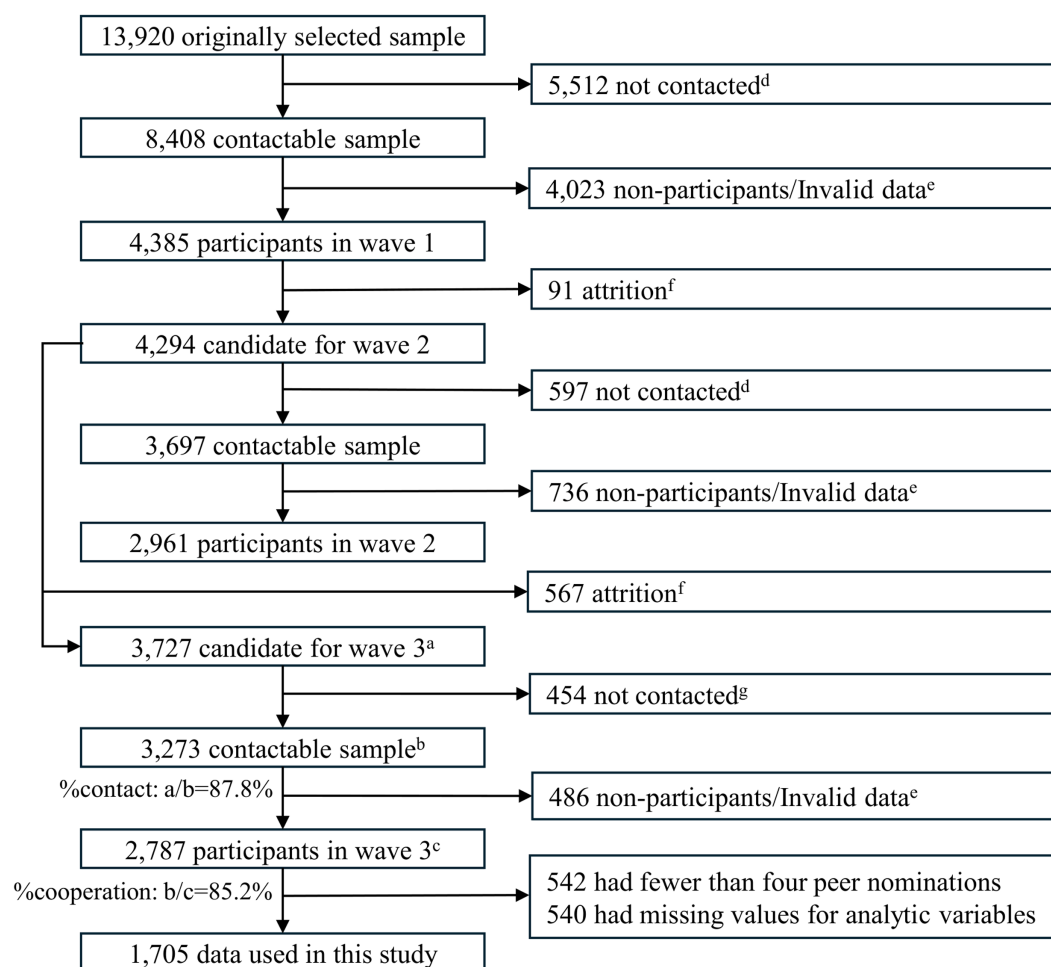 13,920 originally selected sample
5,512 not contactedᵈ
8,408 contactable sample
4,023 non-participants/Invalid dataᵉ
4,385 participants in wave 1
91 attritionᶠ
4,294 candidate for wave 2
597 not contactedᵈ
3,697 contactable sample
736 non-participants/Invalid dataᵉ
2,961 participants in wave 2
567 attritionᶠ
3,727 candidate for wave 3ᵃ
454 not contactedᵍ
3,273 contactable sampleᵇ
%contact: a/b=87.8%
486 non-participants/Invalid dataᵉ
2,787 participants in wave 3ᶜ
%cooperation: b/c=85.2%
542 had fewer than four peer nominations
540 had missing values for analytic variables
1,705 data used in this study